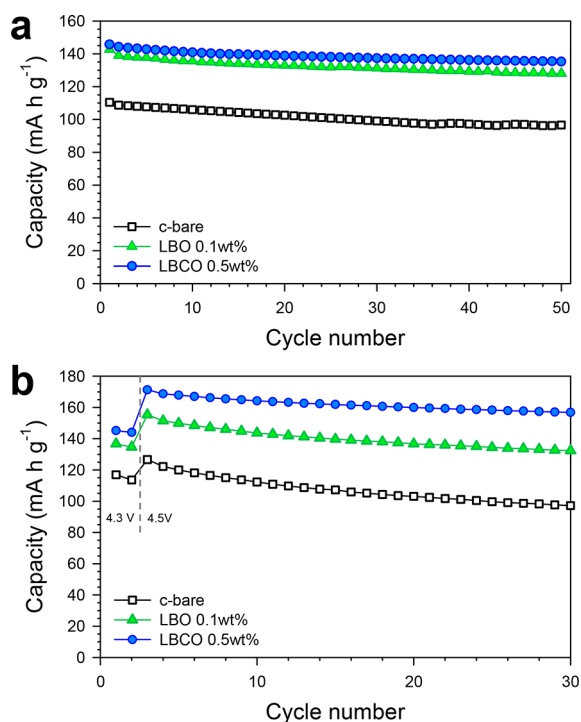 a
160
140
120
100
80
60
40
20
0
Capacity (mA h g⁻¹)
c-bare
LBO 0.1wt%
LBCO 0.5wt%
0 10 20 30 40 50
Cycle number
b
180
160
140
120
100
80
60
40
20
0
Capacity (mA h g⁻¹)
4.3 V 4.5V
c-bare
LBO 0.1wt%
LBCO 0.5wt%
0 10 20 30
Cycle number